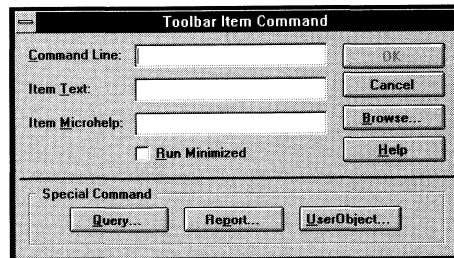 Toolbar Item Command
Command Line:
OK
Item Text:
Cancel
Item Microhelp:
Browse...
Run Minimized
Help
Special Command
Query...
Report...
UserObject...